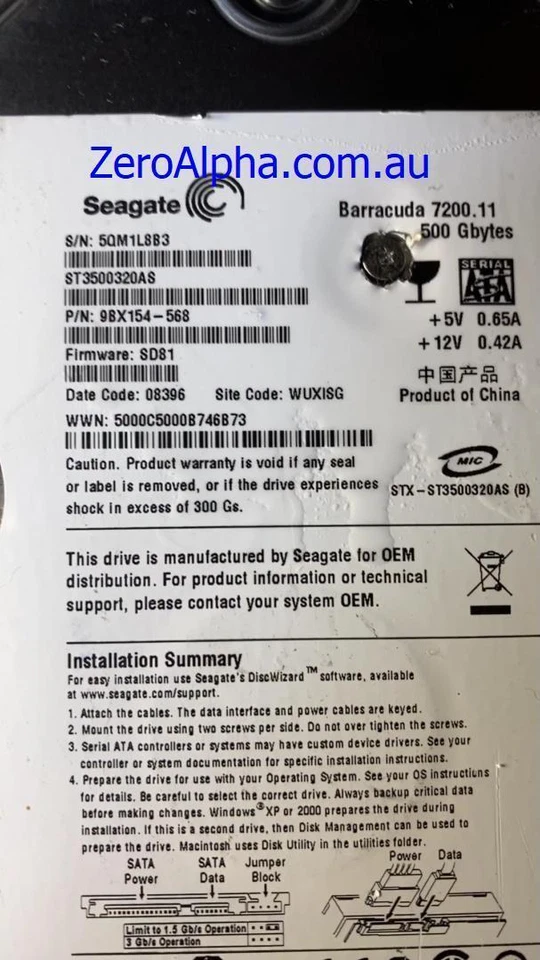 ZeroAlpha.com.au
Seagate
Barracuda 7200.11
500 Gbytes
S/N: 5QM1L8B3
ST3500320AS
SERIAL
ATA
P/N: 9BX154-568
+5V 0.65A
+12V 0.42A
Firmware: SD81
中国产品
Product of China
Date Code: 08396 Site Code: WUXISG
WWN: 5000C5000B746B73
MIC
STX-ST3500320AS (B)
Caution. Product warranty is void if any seal
or label is removed, or if the drive experiences
shock in excess of 300 Gs.
This drive is manufactured by Seagate for OEM
distribution. For product information or technical
support, please contact your system OEM.
Installation Summary
For easy installation use Seagate's DiscWizard™ software, available
at www.seagate.com/support.
1. Attach the cables. The data interface and power cables are keyed.
2. Mount the drive using two screws per side. Do not over tighten the screws.
3. Serial ATA controllers or systems may have custom device drivers. See your
controller or system documentation for specific installation instructions.
4. Prepare the drive for use with your Operating System. See your OS instructions
for details. Be careful to select the correct drive. Always backup critical data
before making changes. Windows®XP or 2000 prepares the drive during
installation. If this is a second drive, then Disk Management can be used to
prepare the drive. Macintosh uses Disk Utility in the utilities folder.
SATA Power
SATA Data
Jumper Block
Power Data
Limit to 1.5 Gb/s Operation
3 Gb/s Operation